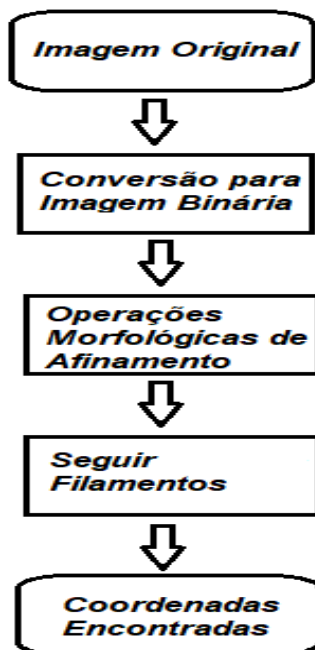 Imagem Original
Conversão para
Imagem Binária
Operações
Morfológicas de
Afinamento
Seguir
Filamentos
Coordenadas
Encontradas